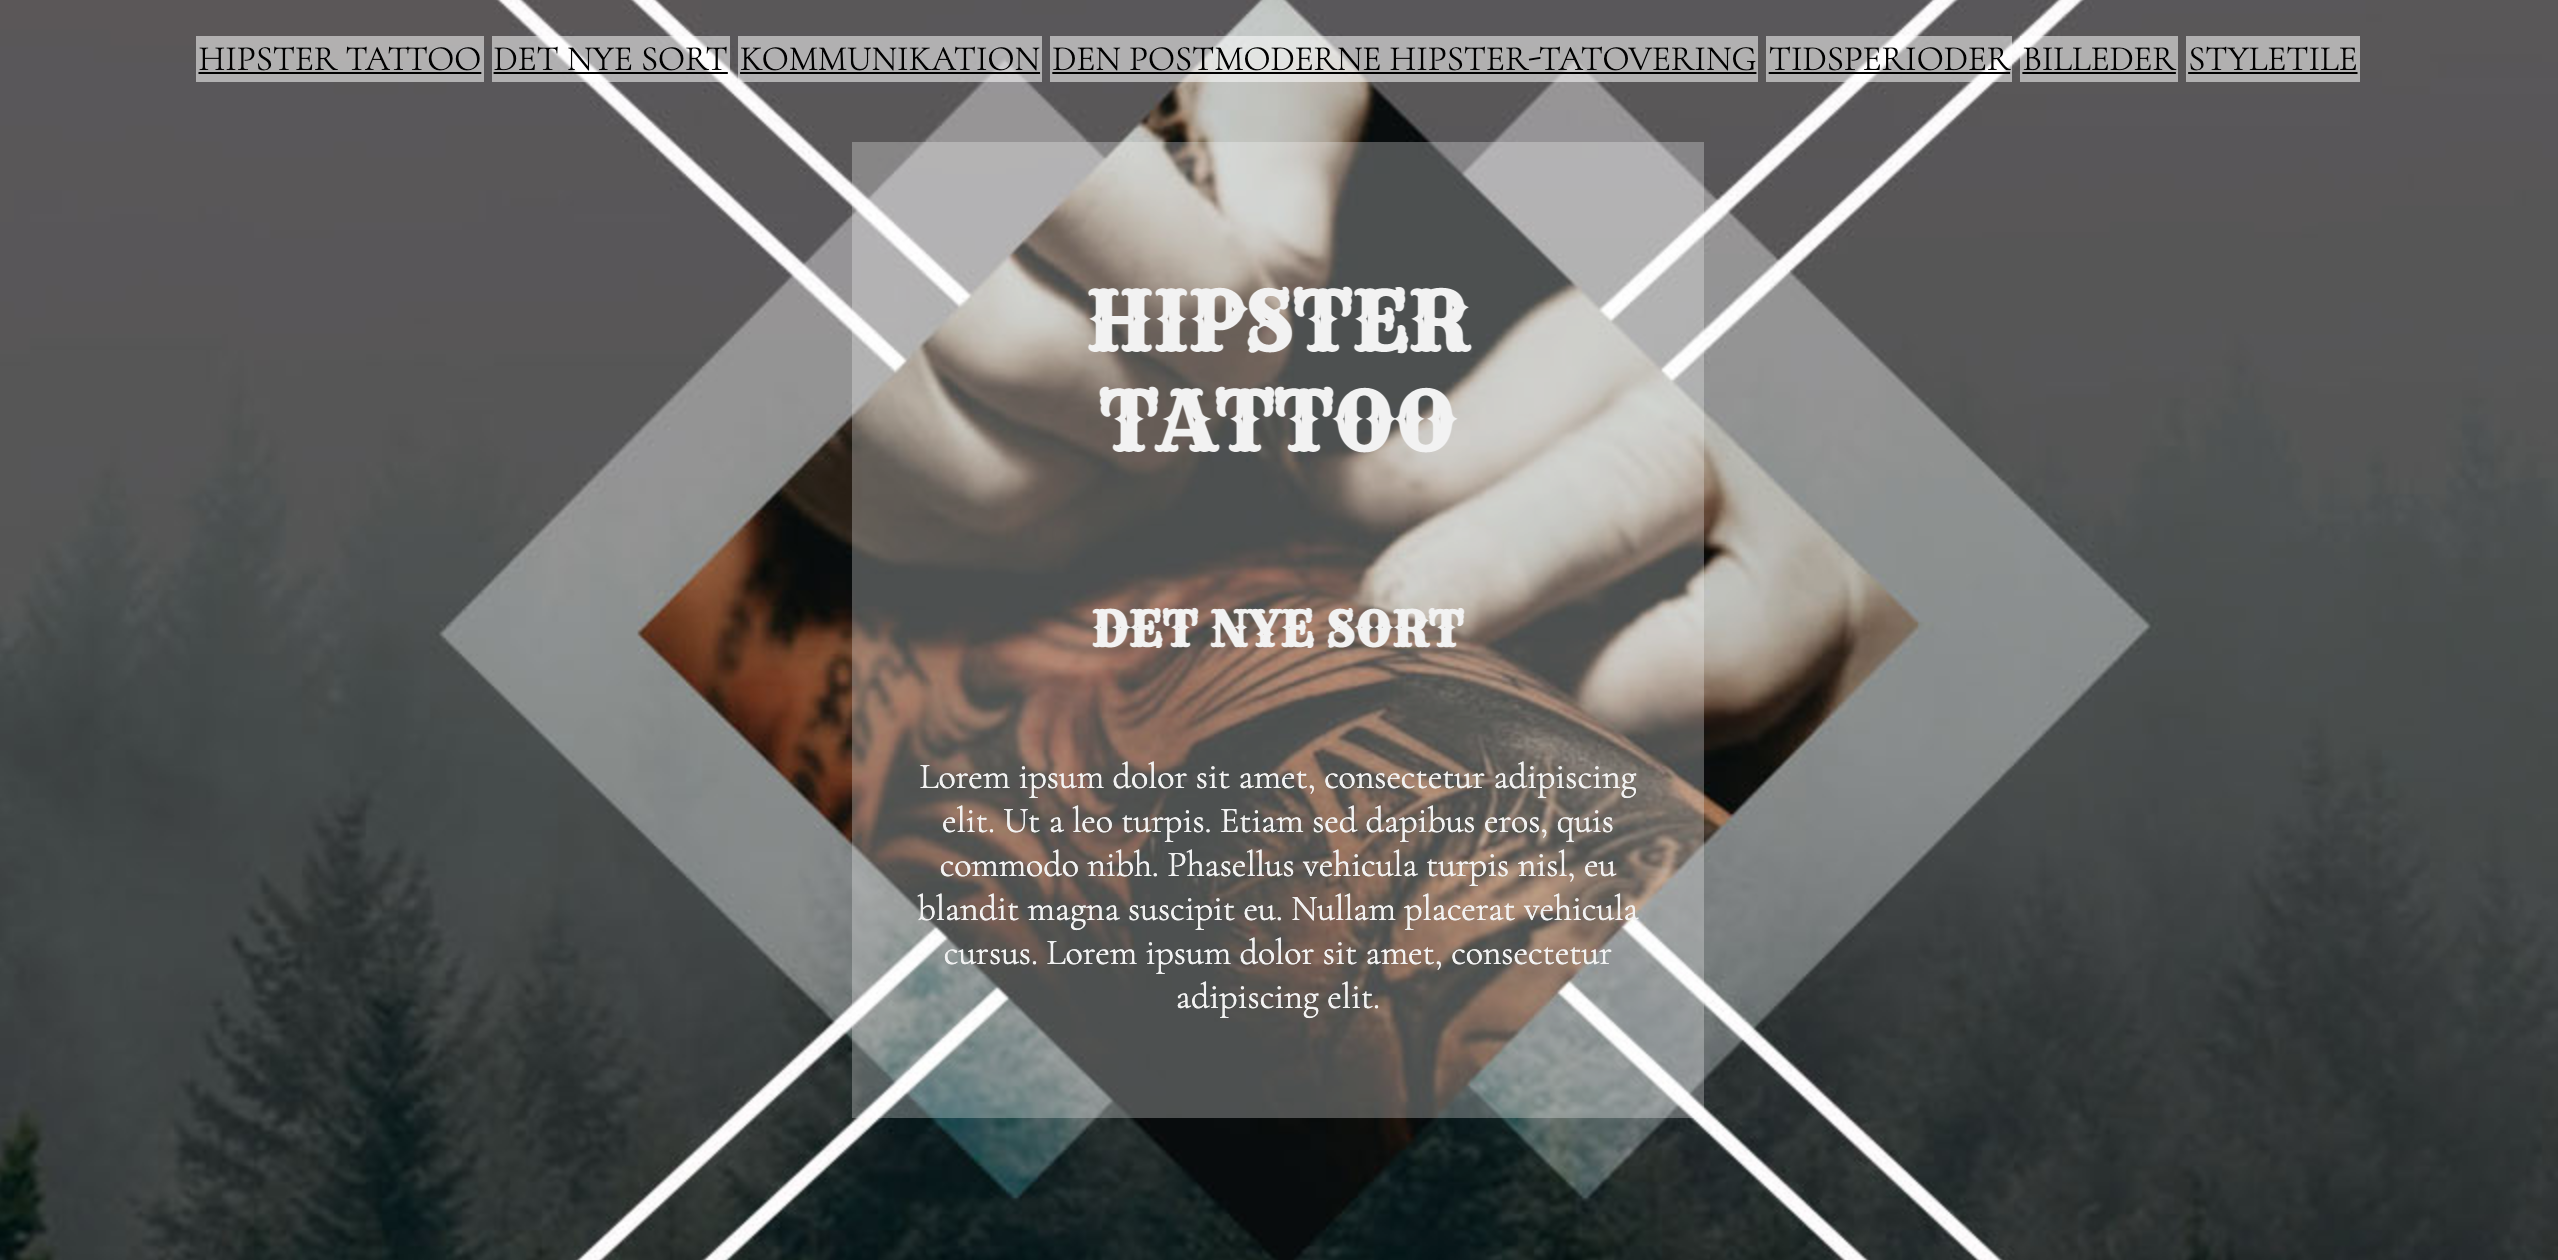 HIPSTER TATTOO DET NYE SORT KOMMUNIKATION DEN POSTMODERNE HIPSTER-TATOVERING TIDSPERIODER BILLEDER STYLETILE
HIPSTER
TATTOO
DET NYE SORT
Lorem ipsum dolor sit amet, consectetur adipiscing
elit. Ut a leo turpis. Etiam sed dapibus eros, quis
commodo nibh. Phasellus vehicula turpis nisl, eu
blandit magna suscipit eu. Nullam placerat vehicula
cursus. Lorem ipsum dolor sit amet, consectetur
adipiscing elit.